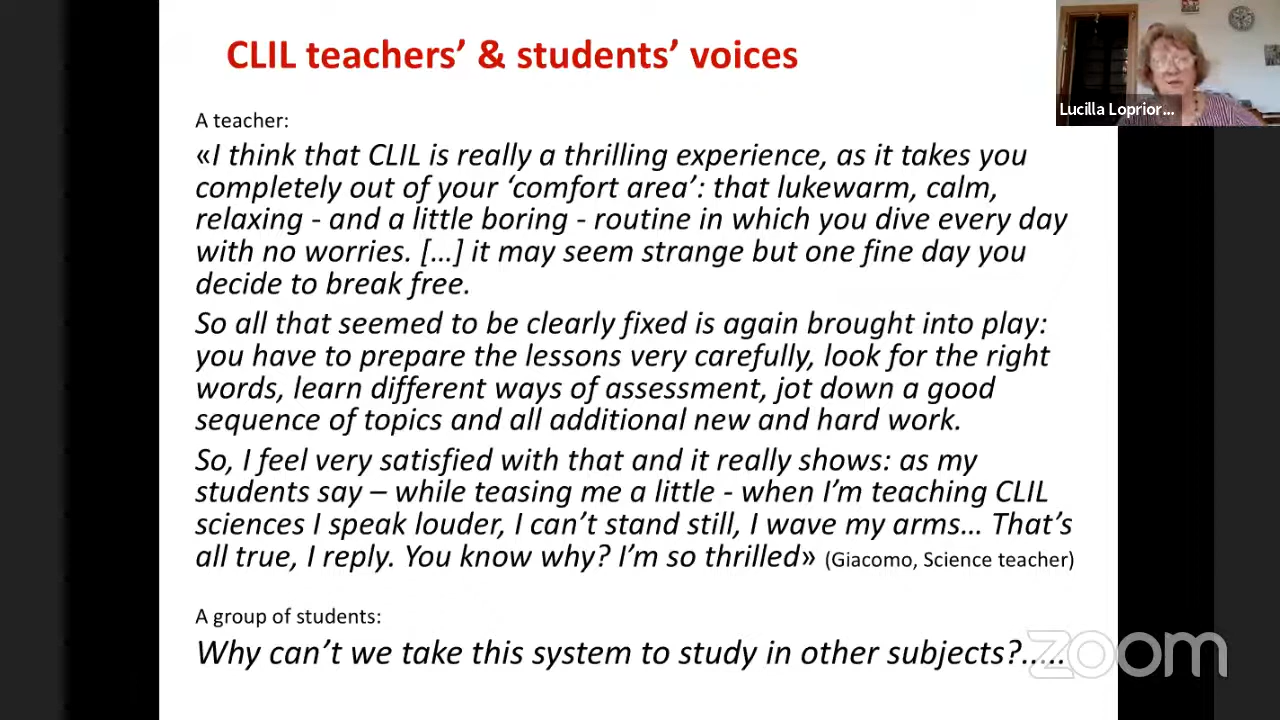 CLIL teachers’ & students’ voices
Lucilla Loprior...
A teacher:
«I think that CLIL is really a thrilling experience, as it takes you
completely out of your ‘comfort area’: that lukewarm, calm,
relaxing - and a little boring - routine in which you dive every day
with no worries. […] it may seem strange but one fine day you
decide to break free.
So all that seemed to be clearly fixed is again brought into play:
you have to prepare the lessons very carefully, look for the right
words, learn different ways of assessment, jot down a good
sequence of topics and all additional new and hard work.
So, I feel very satisfied with that and it really shows: as my
students say – while teasing me a little - when I’m teaching CLIL
sciences I speak louder, I can’t stand still, I wave my arms… That’s
all true, I reply. You know why? I’m so thrilled» (Giacomo, Science teacher)
A group of students:
Why can’t we take this system to study in other subjects?.....
zoom